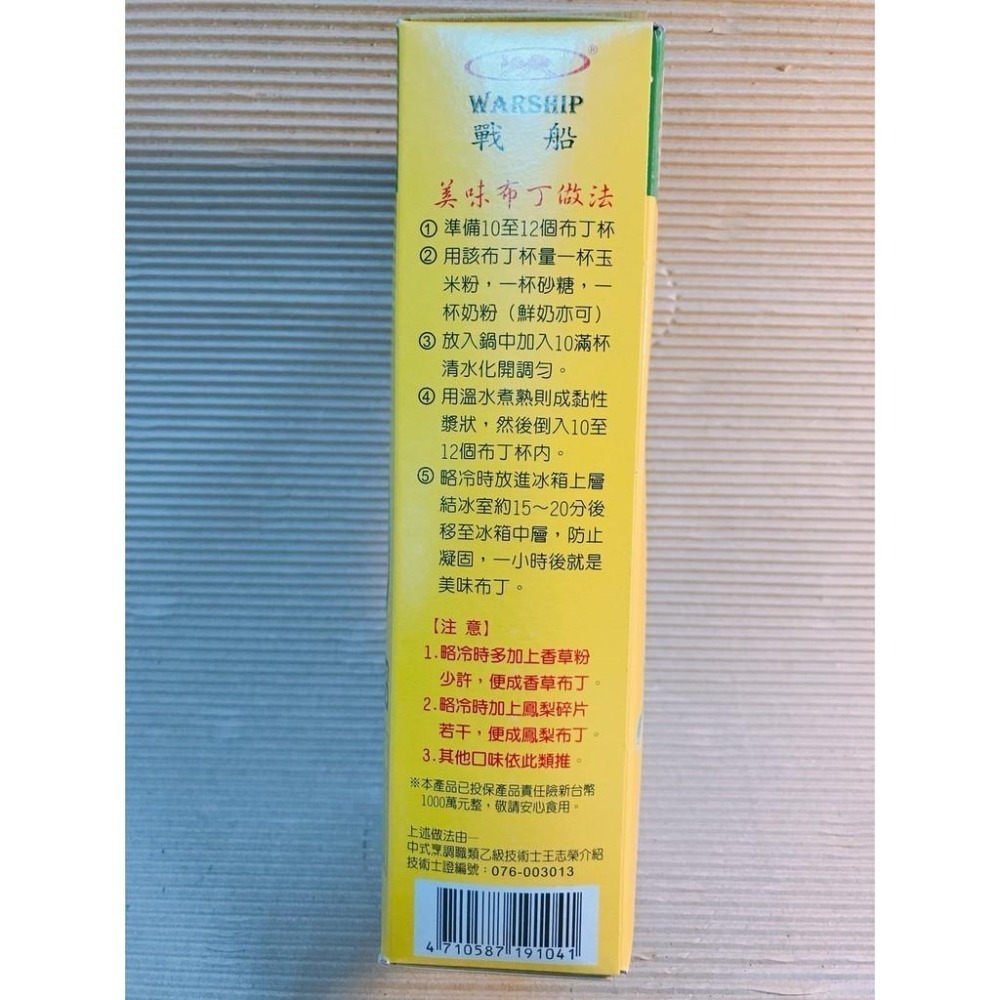 ®
WARSHIP
戰 船
美味布丁做法
① 準備10至12個布丁杯
② 用該布丁杯量一杯玉
米粉，一杯砂糖，一
杯奶粉（鮮奶亦可）
③ 放入鍋中加入10滿杯
清水化開調勻。
④ 用溫水煮熟則成黏性
漿狀，然後倒入10至
12個布丁杯內。
⑤ 略冷時放進冰箱上層
結冰室約15～20分後
移至冰箱中層，防止
凝固，一小時後就是
美味布丁。
【注 意】
1.略冷時多加上香草粉
少許，便成香草布丁。
2.略冷時加上鳳梨碎片
若干，便成鳳梨布丁。
3.其他口味依此類推。
※本產品已投保產品責任險新台幣
1000萬元整，敬請安心食用。
上述做法由—
中式烹調職類乙級技術士王志榮介紹
技術士證編號：076-003013
4 710587 191041